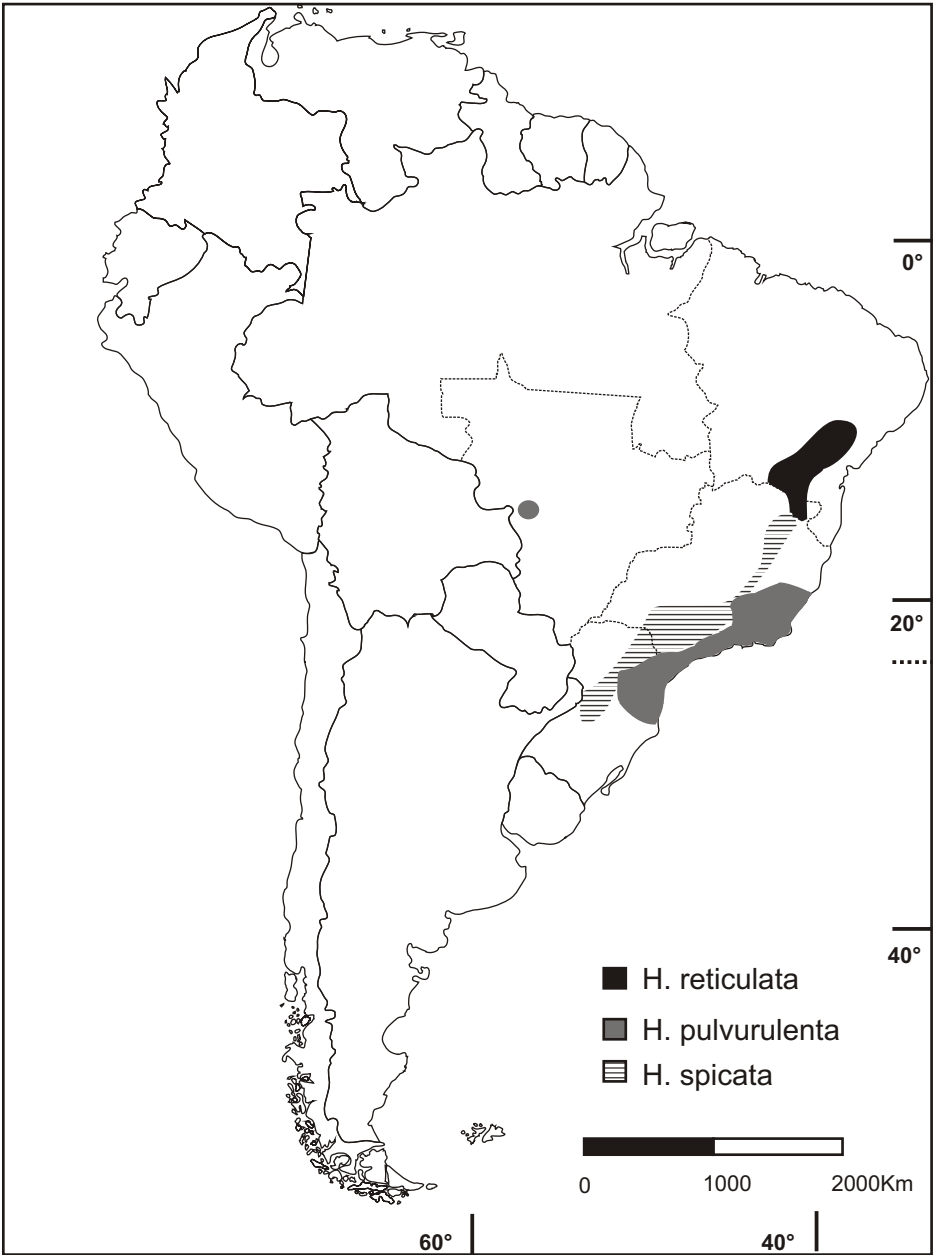 0°
20°
40°
H. reticulata
H. pulvurulenta
H. spicata
0 1000 2000Km
60° 40°